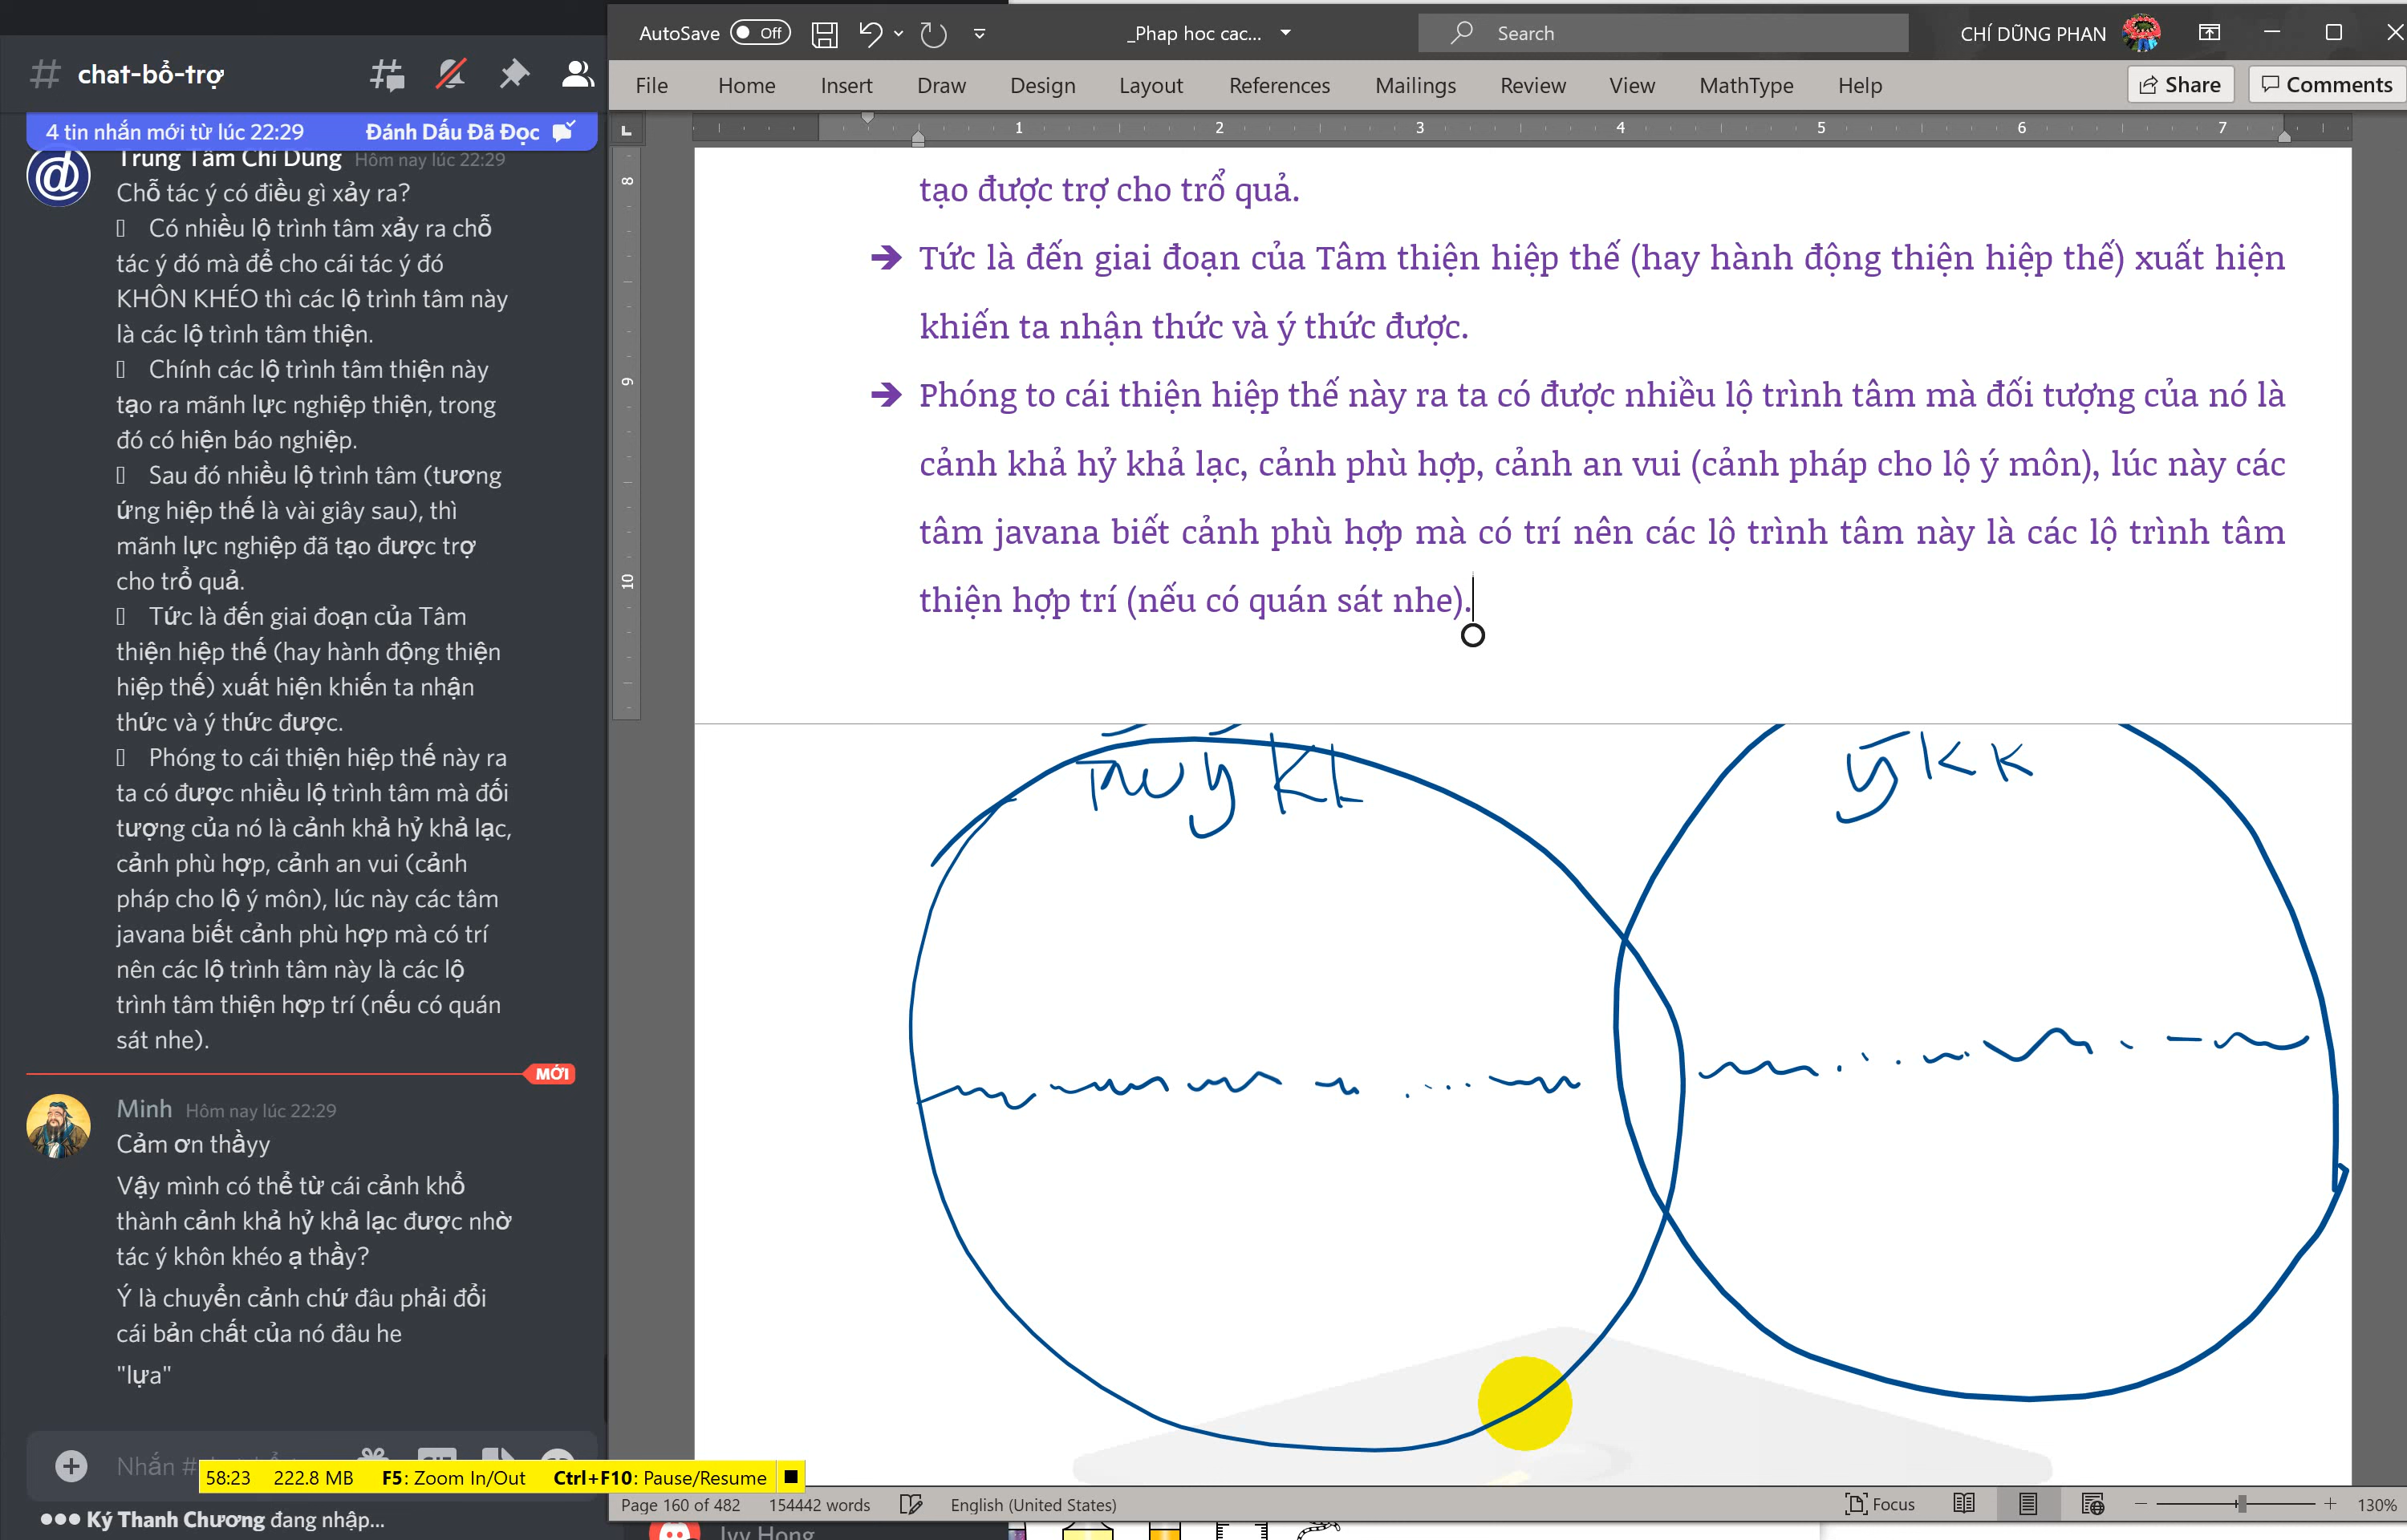 # chat-bổ-trợ
4 tin nhắn mới từ lúc 22:29 Đánh Dấu Đã Đọc
Trung Tâm Chí Dũng Hôm nay lúc 22:29
Chỗ tác ý có điều gì xảy ra?
Có nhiều lộ trình tâm xảy ra chỗ
tác ý đó mà để cho cái tác ý đó
KHÔN KHÉO thì các lộ trình tâm này
là các lộ trình tâm thiện.
Chính các lộ trình tâm thiện này
tạo ra mãnh lực nghiệp thiện, trong
đó có hiện báo nghiệp.
Sau đó nhiều lộ trình tâm (tương
ứng hiệp thế là vài giây sau), thì
mãnh lực nghiệp đã tạo được trợ
cho trổ quả.
Tức là đến giai đoạn của Tâm
thiện hiệp thế (hay hành động thiện
hiệp thế) xuất hiện khiến ta nhận
thức và ý thức được.
Phóng to cái thiện hiệp thế này ra
ta có được nhiều lộ trình tâm mà đối
tượng của nó là cảnh khả hỷ khả lạc,
cảnh phù hợp, cảnh an vui (cảnh
pháp cho lộ ý môn), lúc này các tâm
javana biết cảnh phù hợp mà có trí
nên các lộ trình tâm này là các lộ
trình tâm thiện hợp trí (nếu có quán
sát nhe).
MỚI
Minh Hôm nay lúc 22:29
Cảm ơn thầyy
Vậy mình có thể từ cái cảnh khổ
thành cảnh khả hỷ khả lạc được nhờ
tác ý khôn khéo ạ thầy?
Ý là chuyển cảnh chứ đâu phải đổi
cái bản chất của nó đâu he
"lựa"
Nhắn #
58:23 222.8 MB F5: Zoom In/Out Ctrl+F10: Pause/Resume
Ký Thanh Chương đang nhập...
AutoSave Off _Phap hoc cac... Search CHÍ DŨNG PHAN
File Home Insert Draw Design Layout References Mailings Review View MathType Help Share Comments
L 1 2 3 4 5 6 7
8
9
10
tạo được trợ cho trổ quả.
➔ Tức là đến giai đoạn của Tâm thiện hiệp thế (hay hành động thiện hiệp thế) xuất hiện
khiến ta nhận thức và ý thức được.
➔ Phóng to cái thiện hiệp thế này ra ta có được nhiều lộ trình tâm mà đối tượng của nó là
cảnh khả hỷ khả lạc, cảnh phù hợp, cảnh an vui (cảnh pháp cho lộ ý môn), lúc này các
tâm javana biết cảnh phù hợp mà có trí nên các lộ trình tâm này là các lộ trình tâm
thiện hợp trí (nếu có quán sát nhe).
Page 160 of 482 154442 words English (United States) Focus 130%
Ivy Hong